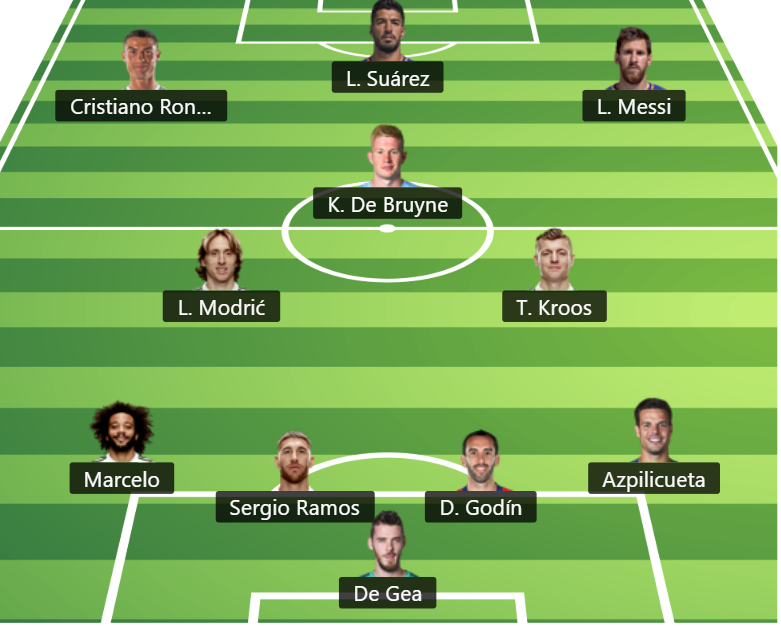 L. Suárez
Cristiano Ron...
L. Messi
K. De Bruyne
L. Modrić
T. Kroos
Marcelo
Azpilicueta
Sergio Ramos
D. Godín
De Gea